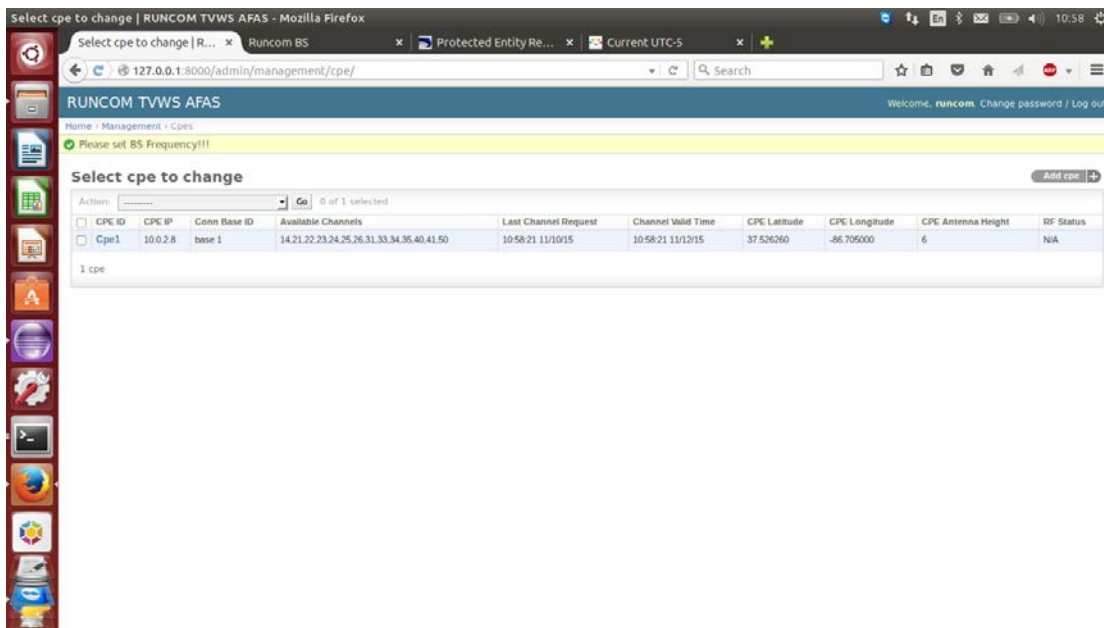 Select cpe to change | RUNCOM TVWS AFAS - Mozilla Firefox
En
10:58
Select cpe to change | R... ×
Runcom BS ×
Protected Entity Re... ×
Current UTC-5 ×
127.0.0.1:8000/admin/management/cpe/
Search
ABP
RUNCOM TVWS AFAS
Welcome, runcom. Change password / Log out
Home › Management › Cpes
Please set BS Frequency!!!
Select cpe to change
Add cpe +
Action: --------- Go 0 of 1 selected
CPE ID CPE IP Conn Base ID Available Channels Last Channel Request Channel Valid Time CPE Latitude CPE Longitude CPE Antenna Height RF Status
Cpe1 10.0.2.8 base 1 14,21,22,23,24,25,26,31,33,34,35,40,41,50 10:58:21 11/10/15 10:58:21 11/12/15 37.526260 -86.705000 6 N/A
1 cpe